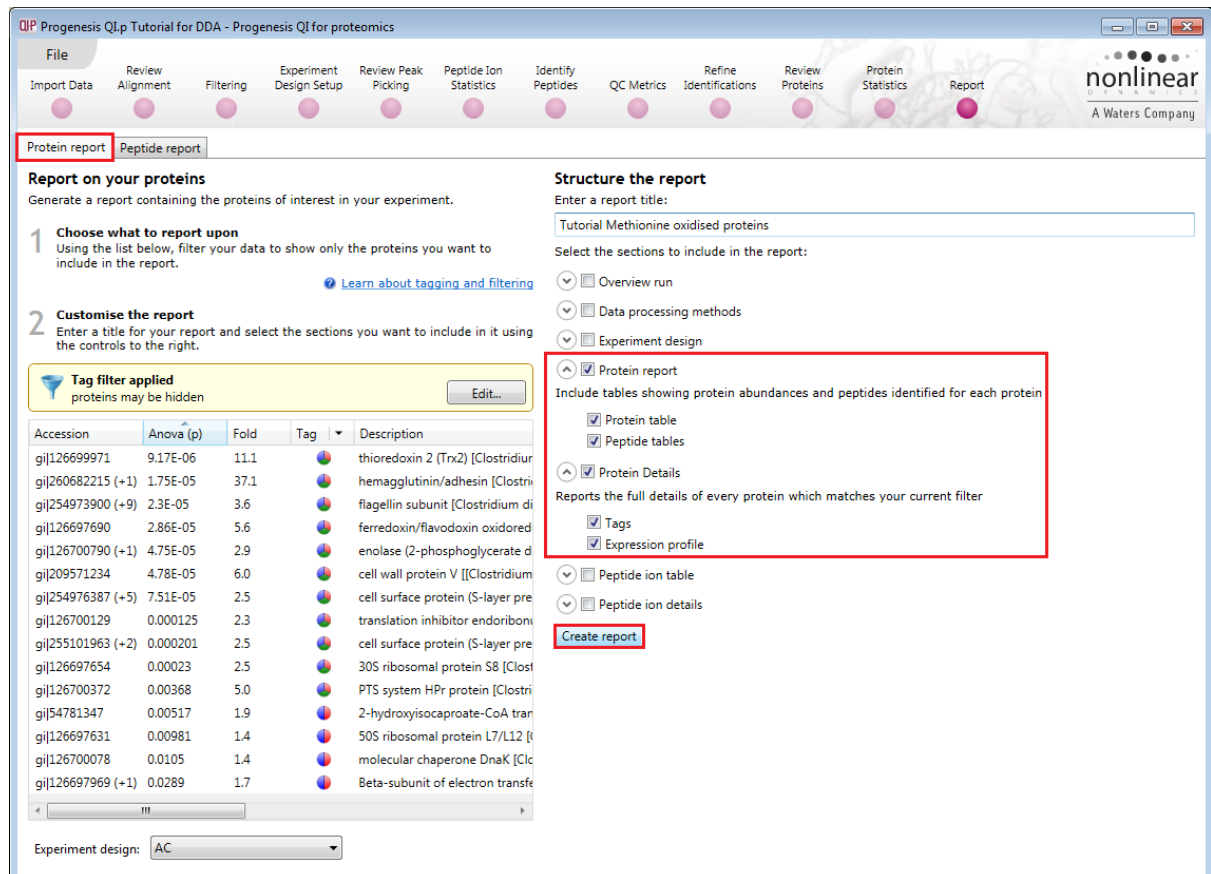 QIP Progenesis QI.p Tutorial for DDA - Progenesis QI for proteomics
File
Import Data
Review
Alignment
Filtering
Experiment
Design Setup
Review Peak
Picking
Peptide Ion
Statistics
Identify
Peptides
QC Metrics
Refine
Identifications
Review
Proteins
Protein
Statistics
Report
nonlinear
DYNAMICS
A Waters Company
Protein report
Peptide report
Report on your proteins
Generate a report containing the proteins of interest in your experiment.
1 Choose what to report upon
Using the list below, filter your data to show only the proteins you want to
include in the report.
Learn about tagging and filtering
2 Customise the report
Enter a title for your report and select the sections you want to include in it using
the controls to the right.
Tag filter applied
proteins may be hidden
Edit...
Accession Anova (p) Fold Tag Description
gi|126699971 9.17E-06 11.1 thioredoxin 2 (Trx2) [Clostridiur
gi|260682215 (+1) 1.75E-05 37.1 hemagglutinin/adhesin [Clostri
gi|254973900 (+9) 2.3E-05 3.6 flagellin subunit [Clostridium di
gi|126697690 2.86E-05 5.6 ferredoxin/flavodoxin oxidored
gi|126700790 (+1) 4.75E-05 2.9 enolase (2-phosphoglycerate d
gi|209571234 4.78E-05 6.0 cell wall protein V [[Clostridium
gi|254976387 (+5) 7.51E-05 2.5 cell surface protein (S-layer pre
gi|126700129 0.000125 2.3 translation inhibitor endoribonu
gi|255101963 (+2) 0.000201 2.5 cell surface protein (S-layer pre
gi|126697654 0.00023 2.5 30S ribosomal protein S8 [Clost
gi|126700372 0.00368 5.0 PTS system HPr protein [Clostri
gi|54781347 0.00517 1.9 2-hydroxyisocaproate-CoA tran
gi|126697631 0.00981 1.4 50S ribosomal protein L7/L12 [(
gi|126700078 0.0105 1.4 molecular chaperone DnaK [Clc
gi|126697969 (+1) 0.0289 1.7 Beta-subunit of electron transfe
Experiment design: AC
Structure the report
Enter a report title:
Tutorial Methionine oxidised proteins
Select the sections to include in the report:
Overview run
Data processing methods
Experiment design
Protein report
Include tables showing protein abundances and peptides identified for each protein
Protein table
Peptide tables
Protein Details
Reports the full details of every protein which matches your current filter
Tags
Expression profile
Peptide ion table
Peptide ion details
Create report